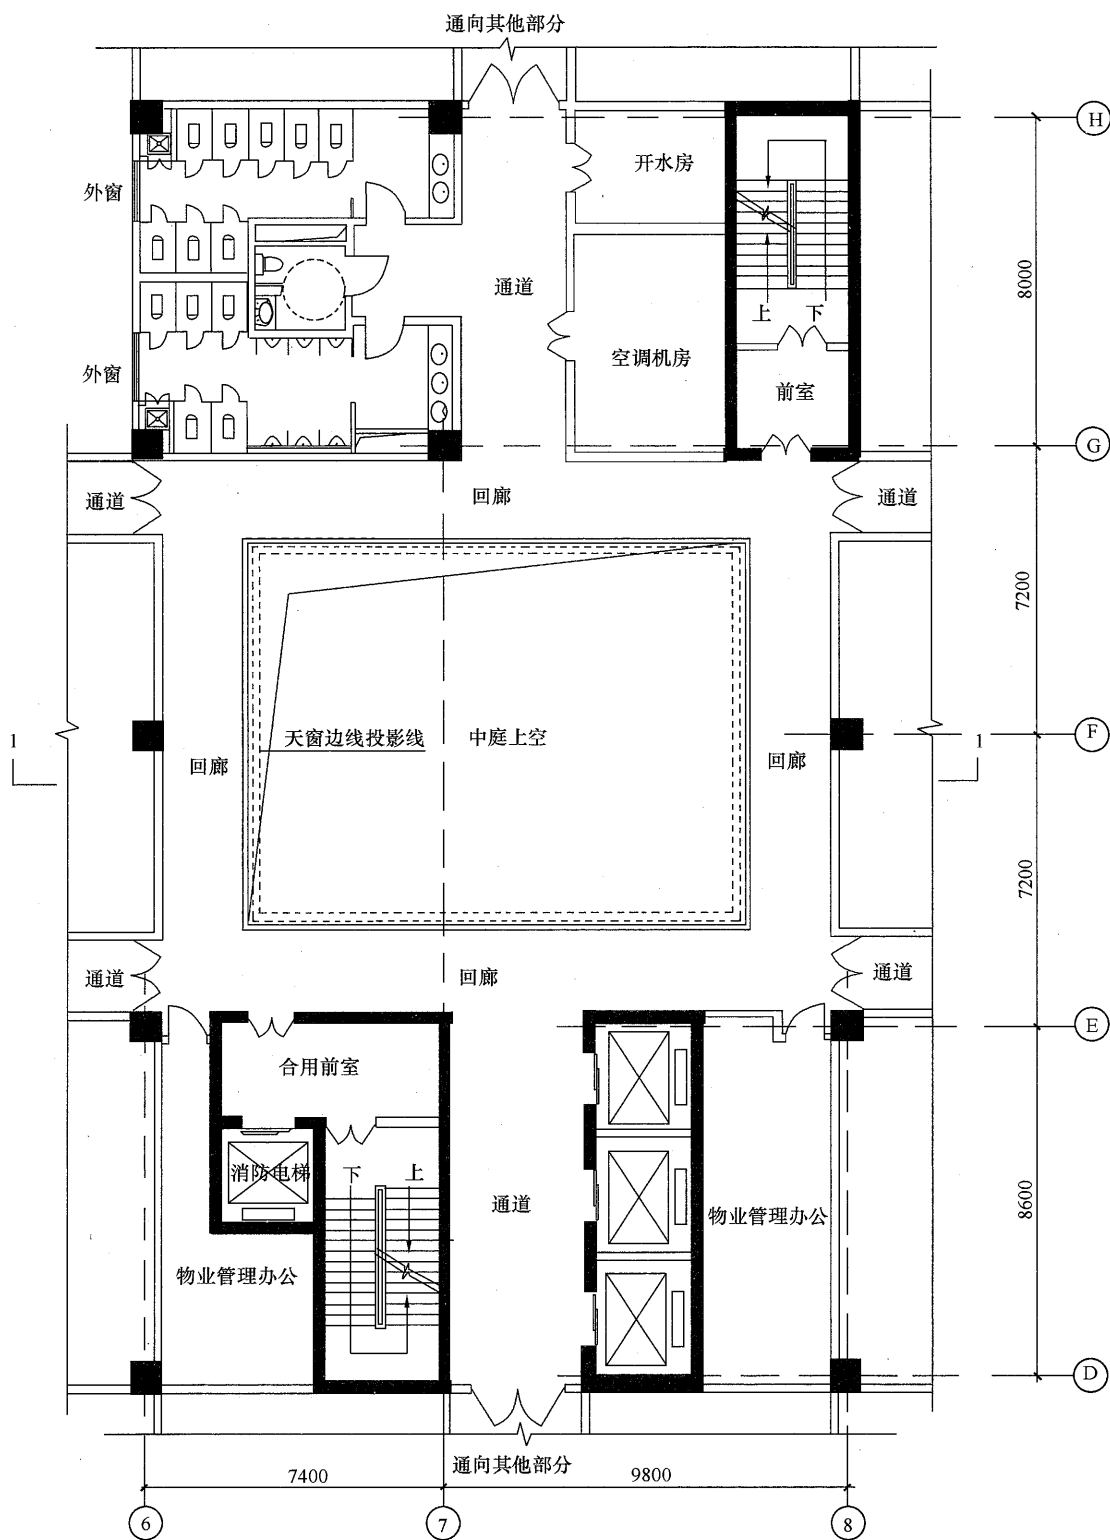 通向其他部分
H
开水房
外窗
8000
通道
上 下
空调机房
外窗
前室
G
通道
回廊
通道
7200
1
天窗边线投影线
中庭上空
F
1
回廊
回廊
7200
通道
回廊
通道
E
合用前室
消防电梯
下 上
通道
物业管理办公
8600
物业管理办公
D
通向其他部分
7400
9800
6
7
8